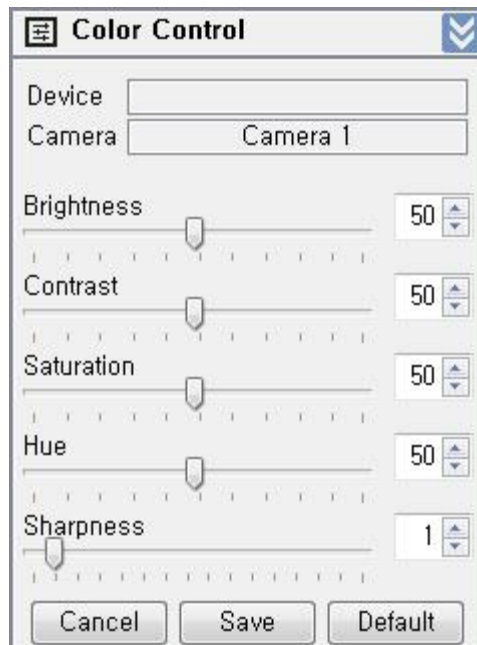 Color Control
Device
Camera Camera 1
Brightness 50
Contrast 50
Saturation 50
Hue 50
Sharpness 1
Cancel Save Default